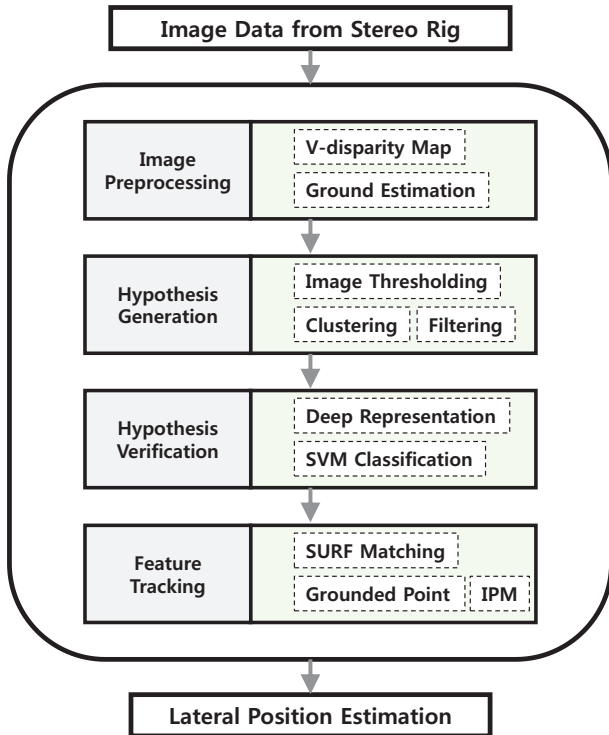 Image Data from Stereo Rig
Image
Preprocessing
V-disparity Map
Ground Estimation
Hypothesis
Generation
Image Thresholding
Clustering
Filtering
Hypothesis
Verification
Deep Representation
SVM Classification
Feature
Tracking
SURF Matching
Grounded Point
IPM
Lateral Position Estimation